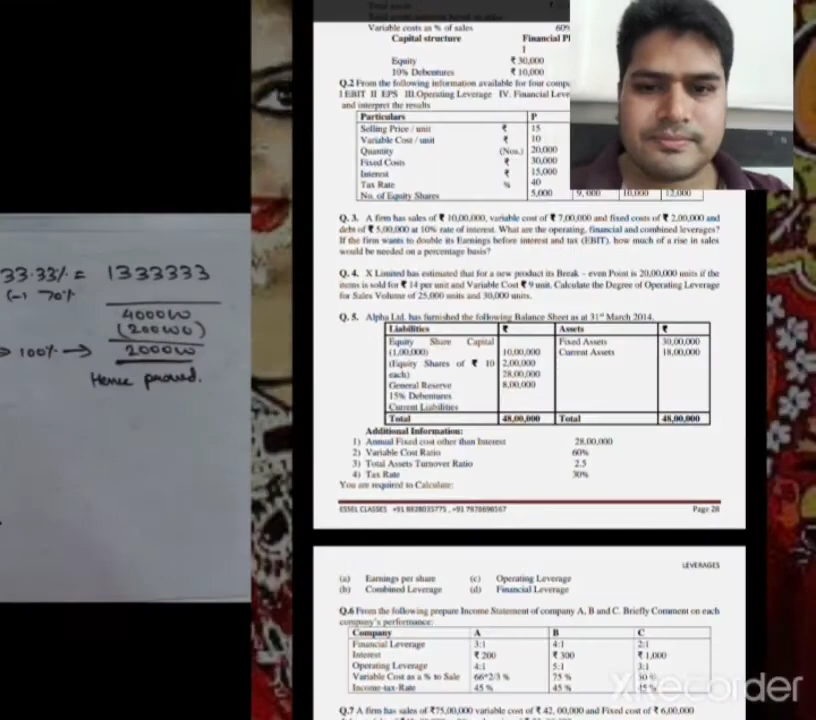 33.33% = 1333333
(-) 70%
400000
(200000)
100% → 200000
Hence proved.
Variable costs as % of sales 60%
Capital structure Financial Pl
I
Equity ₹ 30,000
10% Debentures ₹ 10,000
Q.2 From the following information available for four comp
I EBIT II EPS III.Operating Leverage IV. Financial Leve
and interpret the results
Particulars P
Selling Price / unit ₹ 15
Variable Cost / unit ₹ 10
Quantity (Nos.) 20,000
Fixed Costs ₹ 30,000
Interest ₹ 15,000
Tax Rate % 40
No. of Equity Shares 5,000 9,000 10,000 12,000
Q. 3. A firm has sales of ₹ 10,00,000, variable cost of ₹ 7,00,000 and fixed costs of ₹ 2,00,000 and
debt of ₹ 5,00,000 at 10% rate of interest. What are the operating, financial and combined leverages?
If the firm wants to double its Earnings before interest and tax (EBIT), how much of a rise in sales
would be needed on a percentage basis?
Q. 4. X Limited has estimated that for a new product its Break - even Point is 20,00,000 units if the
items is sold for ₹ 14 per unit and Variable Cost ₹ 9 unit. Calculate the Degree of Operating Leverage
for Sales Volume of 25,000 units and 30,000 units.
Q. 5. Alpha Ltd. has furnished the following Balance Sheet as at 31st March 2014.
Liabilities ₹ Assets ₹
Equity Share Capital Fixed Assets 30,00,000
(1,00,000) 10,00,000 Current Assets 18,00,000
(Equity Shares of ₹ 10 2,00,000
each) 28,00,000
General Reserve 8,00,000
15% Debentures
Current Liabilities
Total 48,00,000 Total 48,00,000
Additional Information:
1) Annual Fixed cost other than Interest 28,00,000
2) Variable Cost Ratio 60%
3) Total Assets Turnover Ratio 2.5
4) Tax Rate 30%
You are required to Calculate:
ESSEL CLASSES +91 8828035775 , +91 7978696567 Page 28
LEVERAGES
(a) Earnings per share (c) Operating Leverage
(b) Combined Leverage (d) Financial Leverage
Q.6 From the following prepare Income Statement of company A, B and C. Briefly Comment on each
company's performance:
Company A B C
Financial Leverage 3:1 4:1 2:1
Interest ₹ 200 ₹ 300 ₹ 1,000
Operating Leverage 4:1 5:1 3:1
Variable Cost as a % to Sale 66*2/3 % 75 % 50 %
Income-tax-Rate 45 % 45 % 45 %
XRecorder
Q.7 A firm has sales of ₹75,00,000 variable cost of ₹ 42, 00,000 and Fixed cost of ₹ 6,00,000